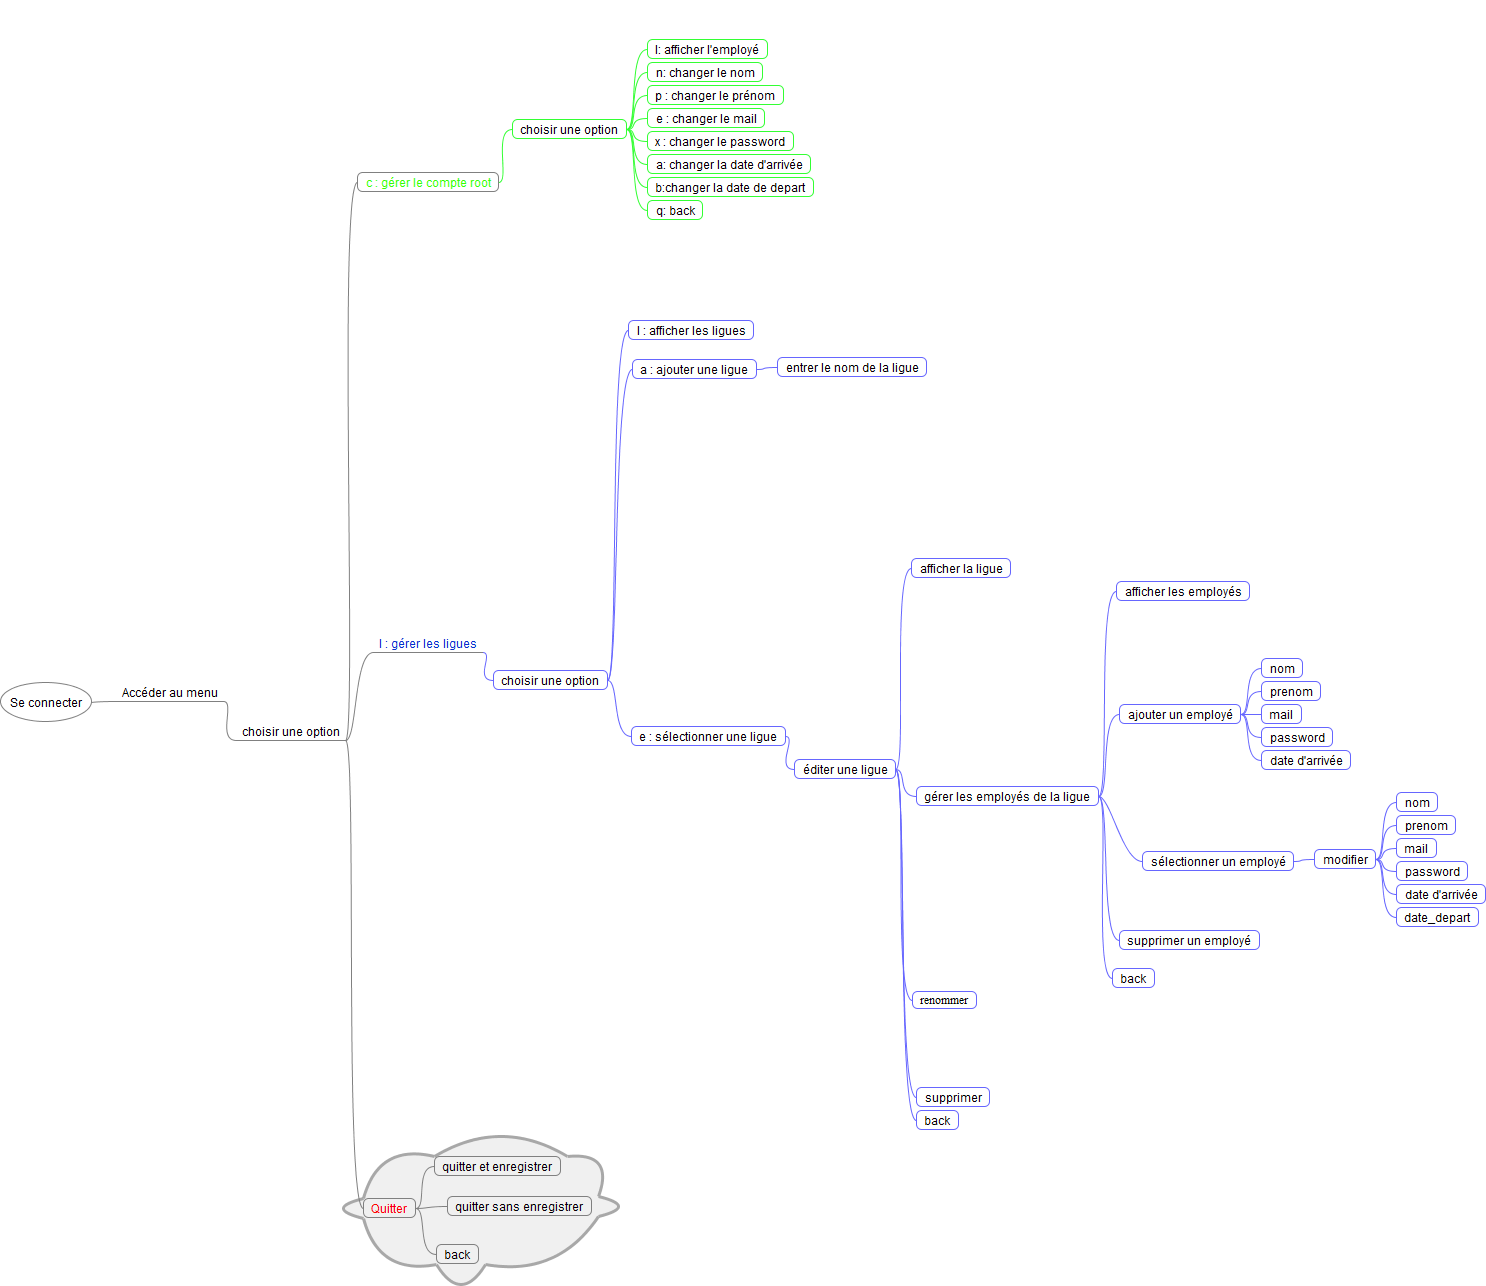 l: afficher l'employé
n: changer le nom
p : changer le prénom
e : changer le mail
x : changer le password
a: changer la date d'arrivée
b:changer la date de depart
q: back
choisir une option
c : gérer le compte root
l : afficher les ligues
a : ajouter une ligue
entrer le nom de la ligue
l : gérer les ligues
choisir une option
e : sélectionner une ligue
éditer une ligue
afficher la ligue
gérer les employés de la ligue
afficher les employés
ajouter un employé
nom
prenom
mail
password
date d'arrivée
sélectionner un employé
modifier
nom
prenom
mail
password
date d'arrivée
date_depart
supprimer un employé
back
renommer
supprimer
back
Se connecter
Accéder au menu
choisir une option
Quitter
quitter et enregistrer
quitter sans enregistrer
back